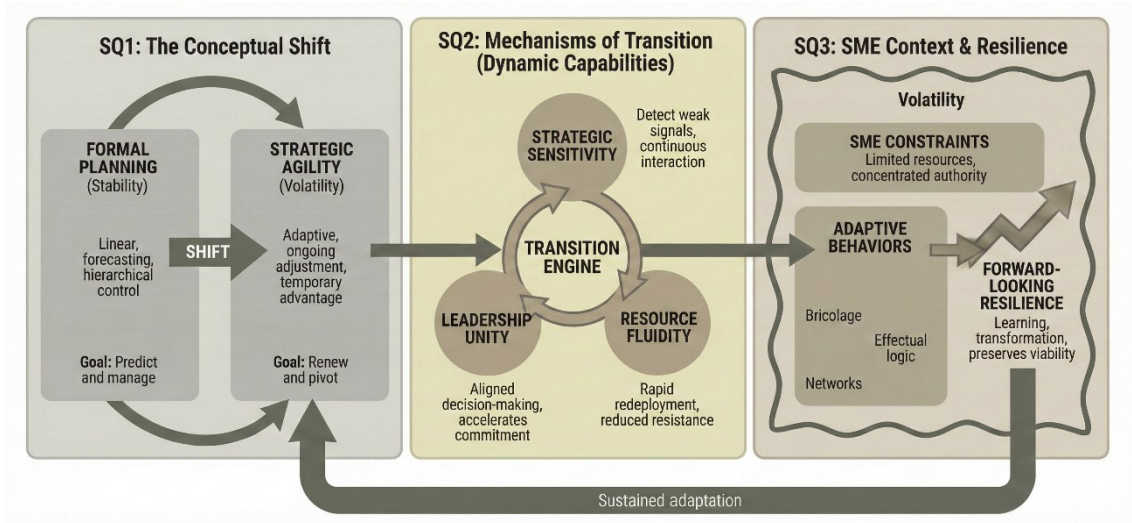 SQ1: The Conceptual Shift
FORMAL
PLANNING
(Stability)
Linear,
forecasting,
hierarchical
control
Goal: Predict
and manage
SHIFT
STRATEGIC
AGILITY
(Volatility)
Adaptive,
ongoing
adjustment,
temporary
advantage
Goal: Renew
and pivot
SQ2: Mechanisms of Transition
(Dynamic Capabilities)
STRATEGIC
SENSITIVITY
Detect weak
signals,
continuous
interaction
TRANSITION
ENGINE
LEADERSHIP
UNITY
Aligned
decision-making,
accelerates
commitment
RESOURCE
FLUIDITY
Rapid
redeployment,
reduced resistance
SQ3: SME Context & Resilience
Volatility
SME CONSTRAINTS
Limited resources,
concentrated authority
ADAPTIVE
BEHAVIORS
Bricolage
Effectual
logic
Networks
FORWARD-
LOOKING
RESILIENCE
Learning,
transformation,
preserves viability
Sustained adaptation